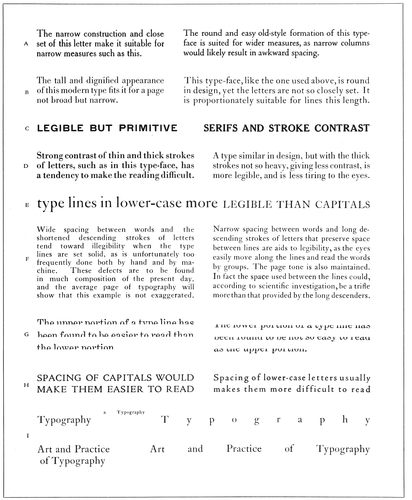 A
The narrow construction and close
set of this letter make it suitable for
narrow measures such as this.
The round and easy old-style formation of this type-
face is suited for wider measures, as narrow columns
would likely result in awkward spacing.
B
The tall and dignified appearance
of this modern type fits it for a page
not broad but narrow.
This type-face, like the one used above, is round
in design, yet the letters are not so closely set. It
is proportionately suitable for lines this length.
C
LEGIBLE BUT PRIMITIVE
SERIFS AND STROKE CONTRAST
D
Strong contrast of thin and thick strokes
of letters, such as in this type-face, has
a tendency to make the reading difficult.
A type similar in design, but with the thick
strokes not so heavy, giving less contrast, is
more legible, and is less tiring to the eyes.
E
type lines in lower-case more LEGIBLE THAN CAPITALS
F
Wide spacing between words and the
shortened descending strokes of letters
tend toward illegibility when the type
lines are set solid, as is unfortunately too
frequently done both by hand and by ma-
chine. These defects are to be found
in much composition of the present day,
and the average page of typography will
show that this example is not exaggerated.
Narrow spacing between words and long de-
scending strokes of letters that preserve space
between lines are aids to legibility, as the eyes
easily move along the lines and read the words
by groups. The page tone is also maintained.
In fact the space used between the lines could,
according to scientific investigation, be a trifle
more than that provided by the long descenders.
G
The upper portion of a type line has
been found to be easier to read than
the lower portion
The lower portion of a type line has
been found to be not so easy to read
as the upper portion.
H
SPACING OF CAPITALS WOULD
MAKE THEM EASIER TO READ
Spacing of lower-case letters usually
makes them more difficult to read
I
Typography
Typography
T y p o g r a p h y
Art and Practice
of Typography
Art and Practice of Typography